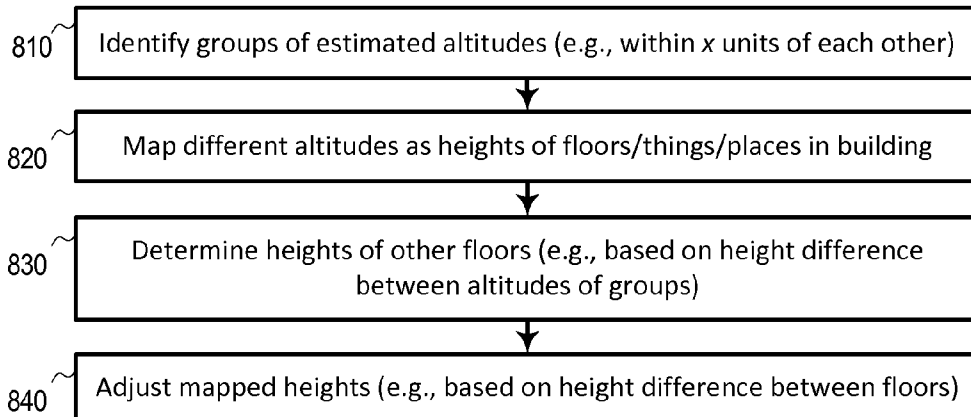 810
Identify groups of estimated altitudes (e.g., within x units of each other)
820
Map different altitudes as heights of floors/things/places in building
830
Determine heights of other floors (e.g., based on height difference
between altitudes of groups)
840
Adjust mapped heights (e.g., based on height difference between floors)